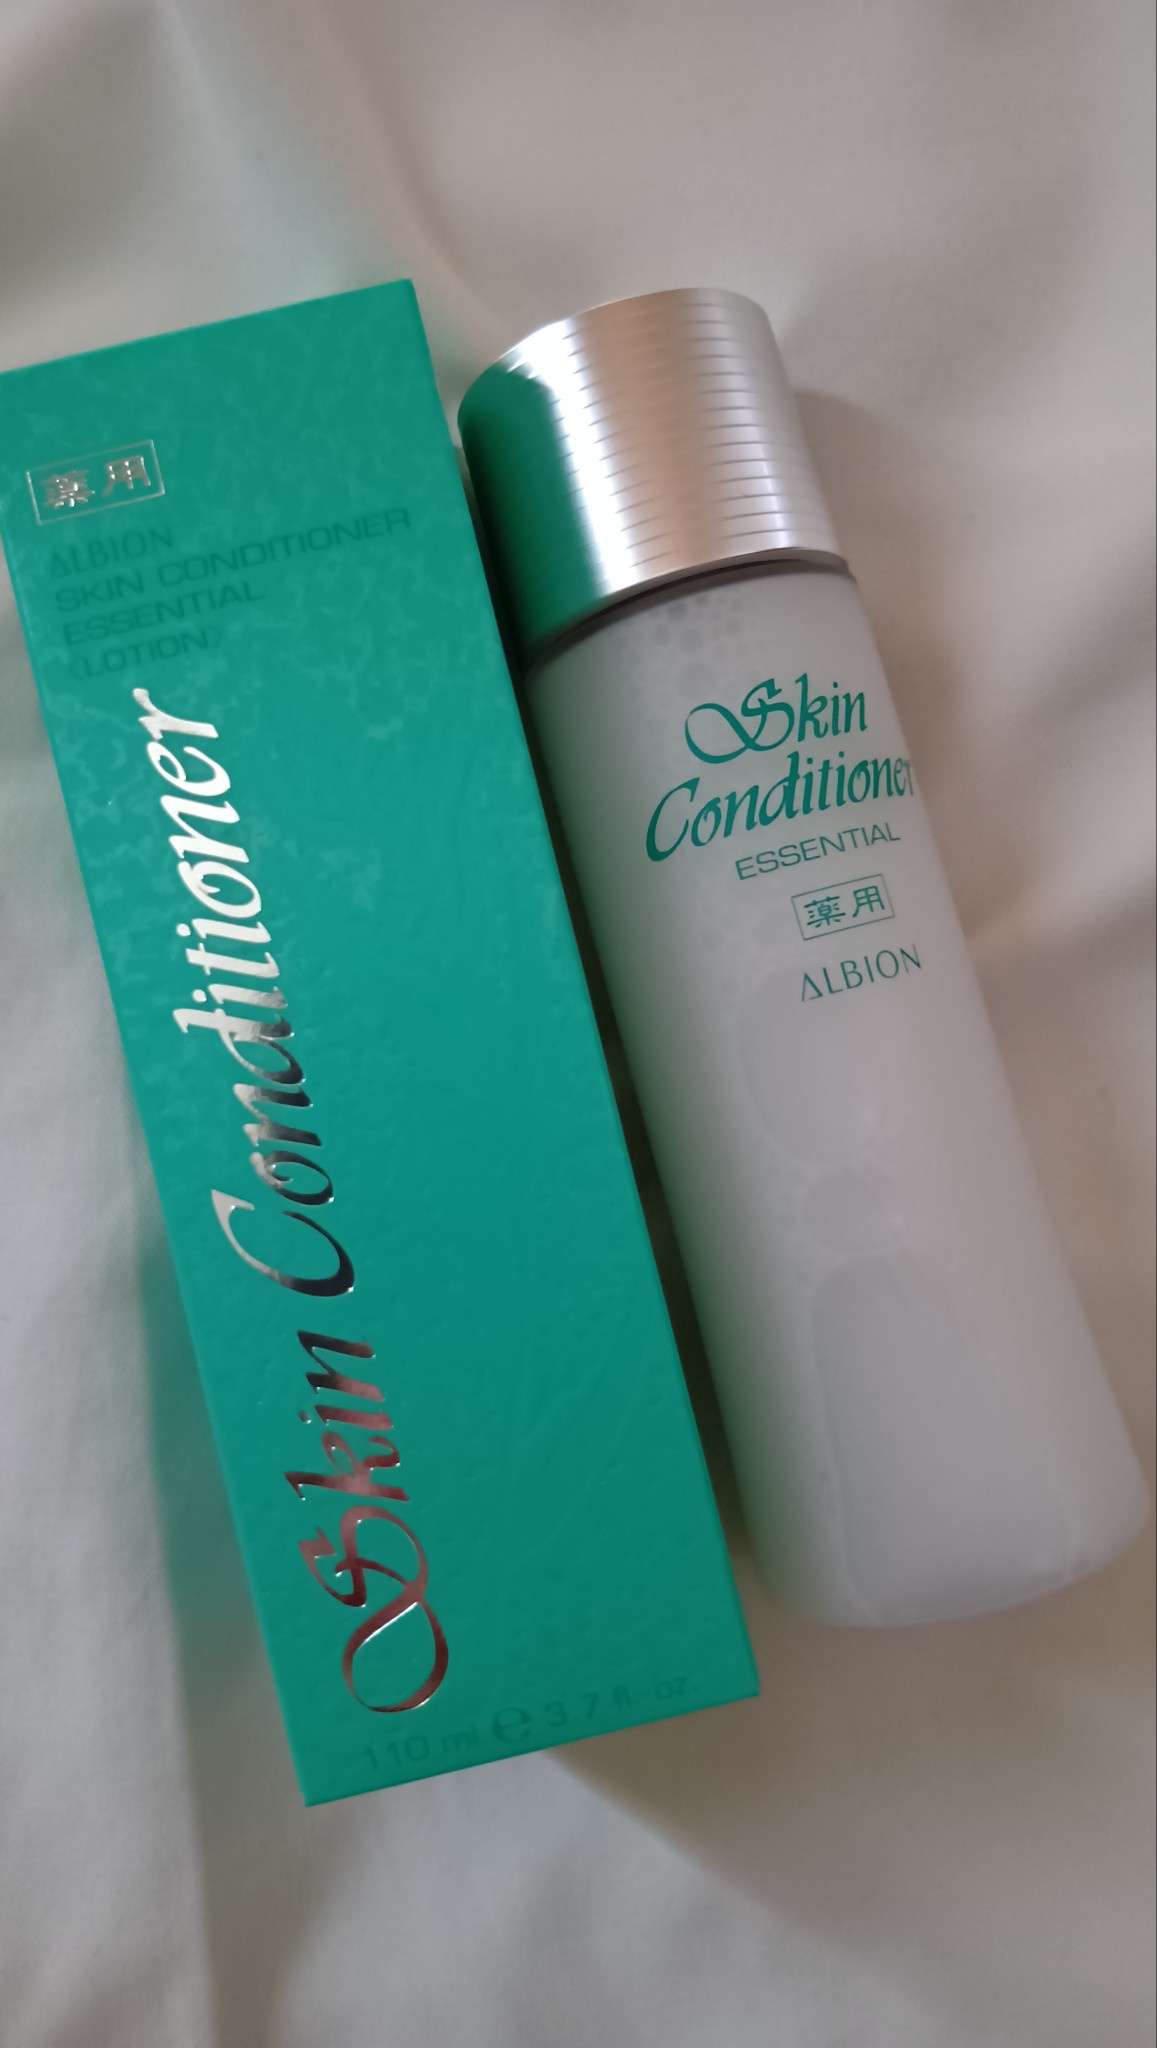 薬用
ALBION
SKIN CONDITIONER
ESSENTIAL
〈LOTION〉
Skin Conditioner
110 ml ℮ 3.7 fl. oz.
Skin
Conditioner
ESSENTIAL
薬用
ALBION